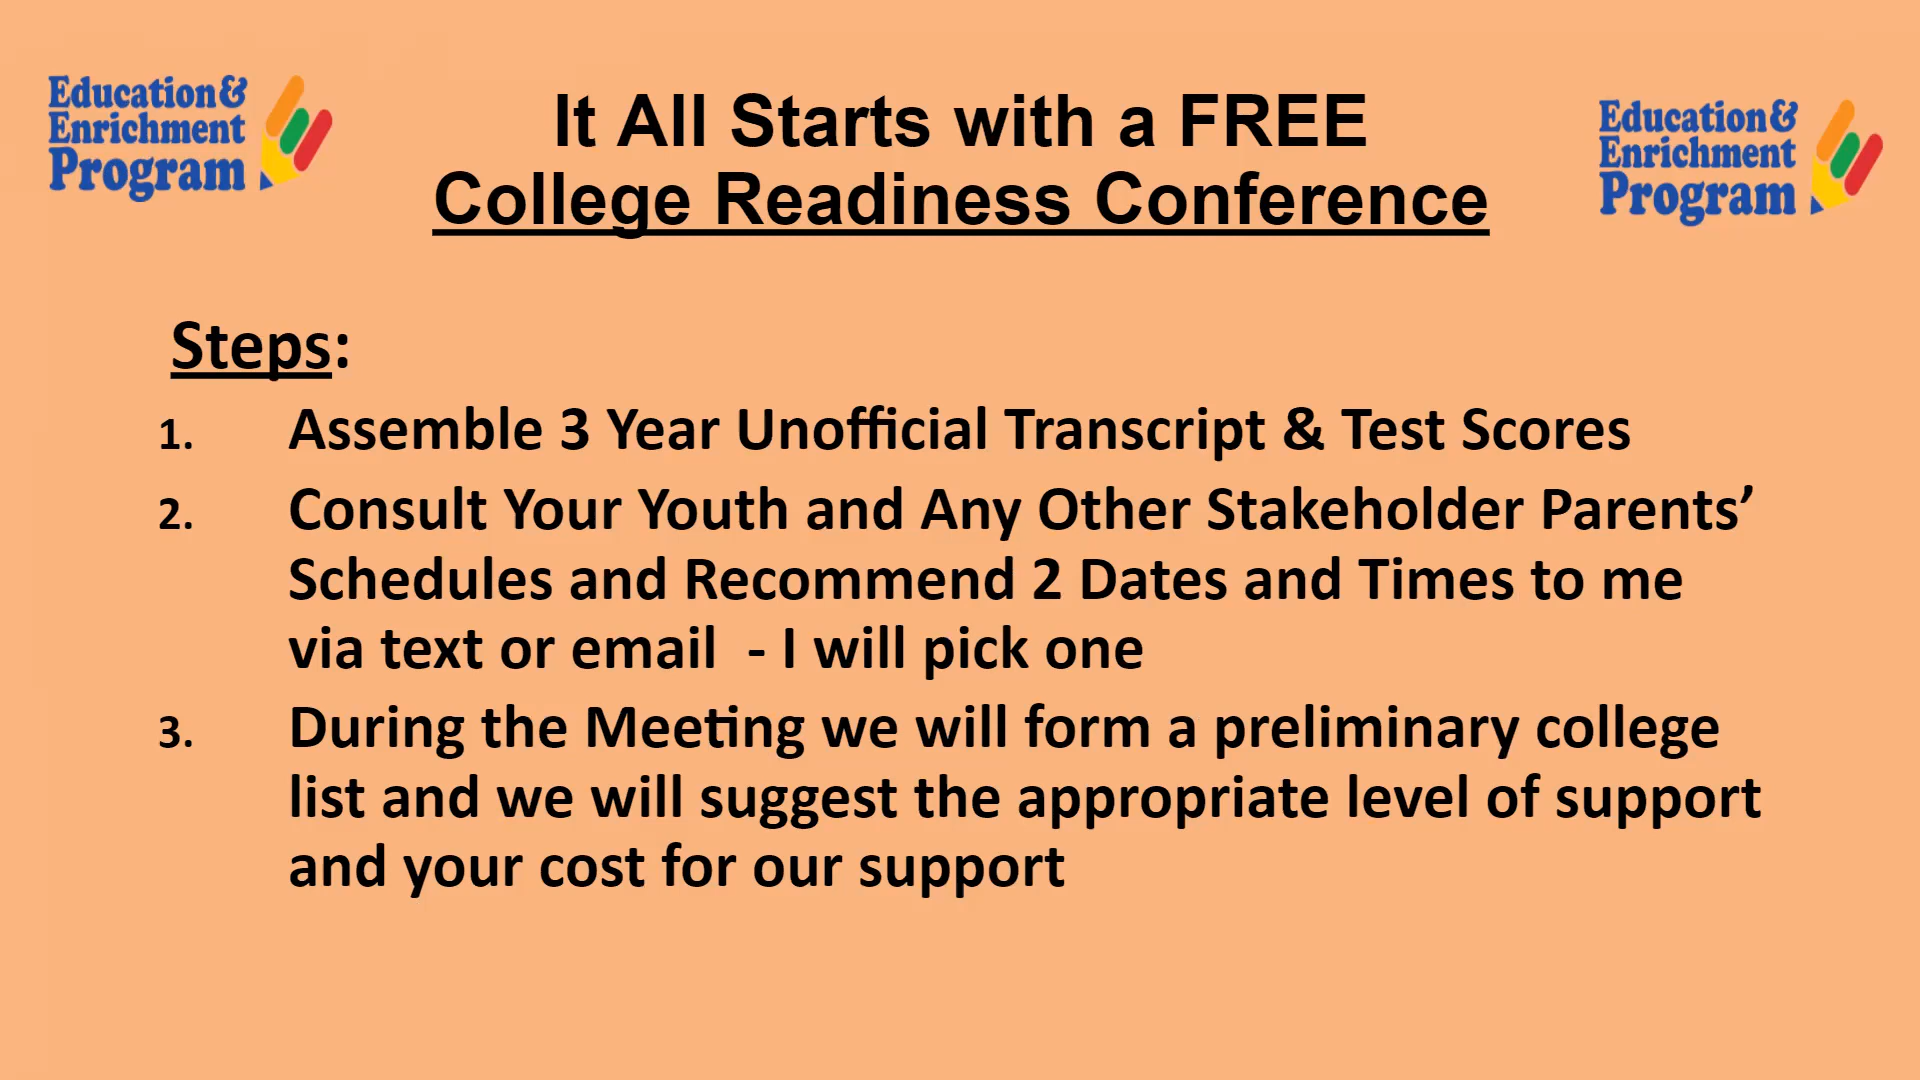 Education&
Enrichment
Program
It All Starts with a FREE
College Readiness Conference
Education&
Enrichment
Program
Steps:
1. Assemble 3 Year Unofficial Transcript & Test Scores
2. Consult Your Youth and Any Other Stakeholder Parents’
Schedules and Recommend 2 Dates and Times to me
via text or email  - I will pick one
3. During the Meeting we will form a preliminary college
list and we will suggest the appropriate level of support
and your cost for our support